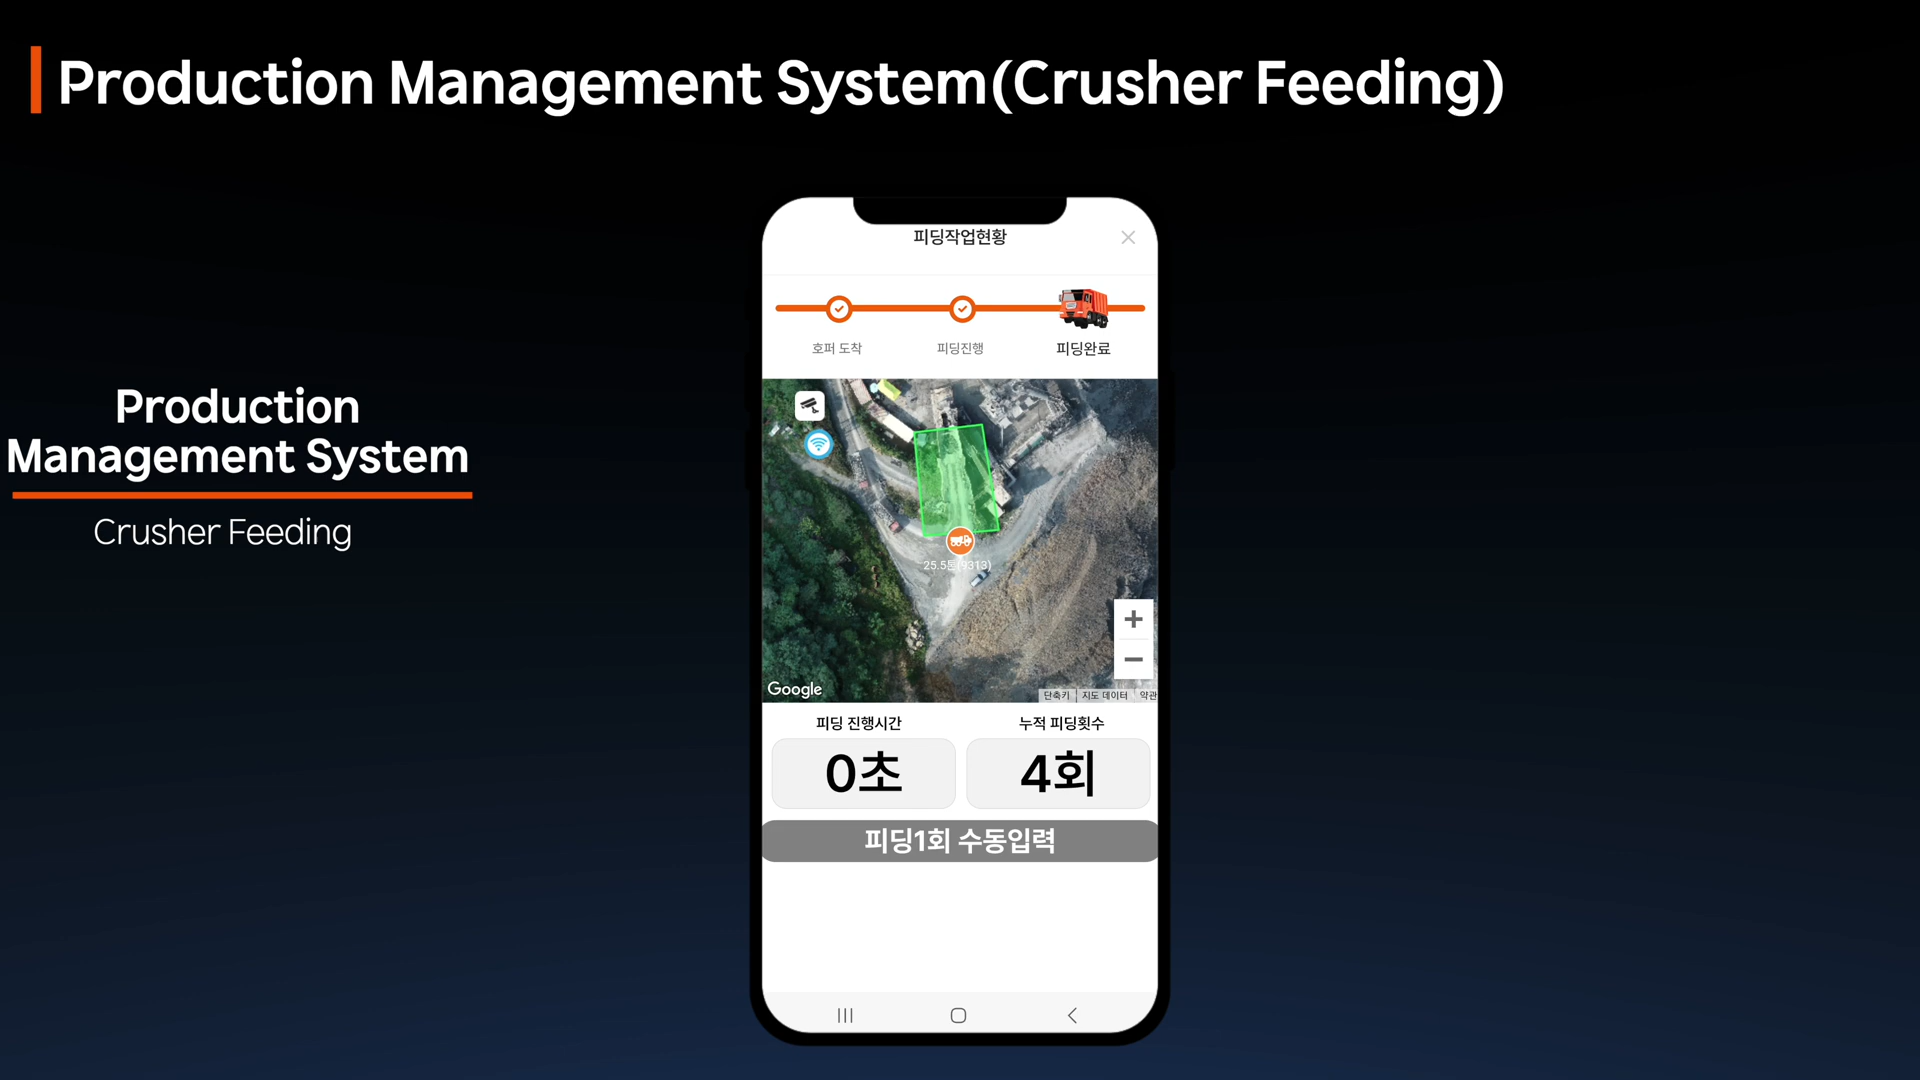 Production Management System(Crusher Feeding)
Production
Management System
Crusher Feeding
피딩작업현황
호퍼 도착
피딩진행
피딩완료
25.5톤(9313)
Google
단축키
지도 데이터
약관
피딩 진행시간
누적 피딩횟수
0초
4회
피딩1회 수동입력